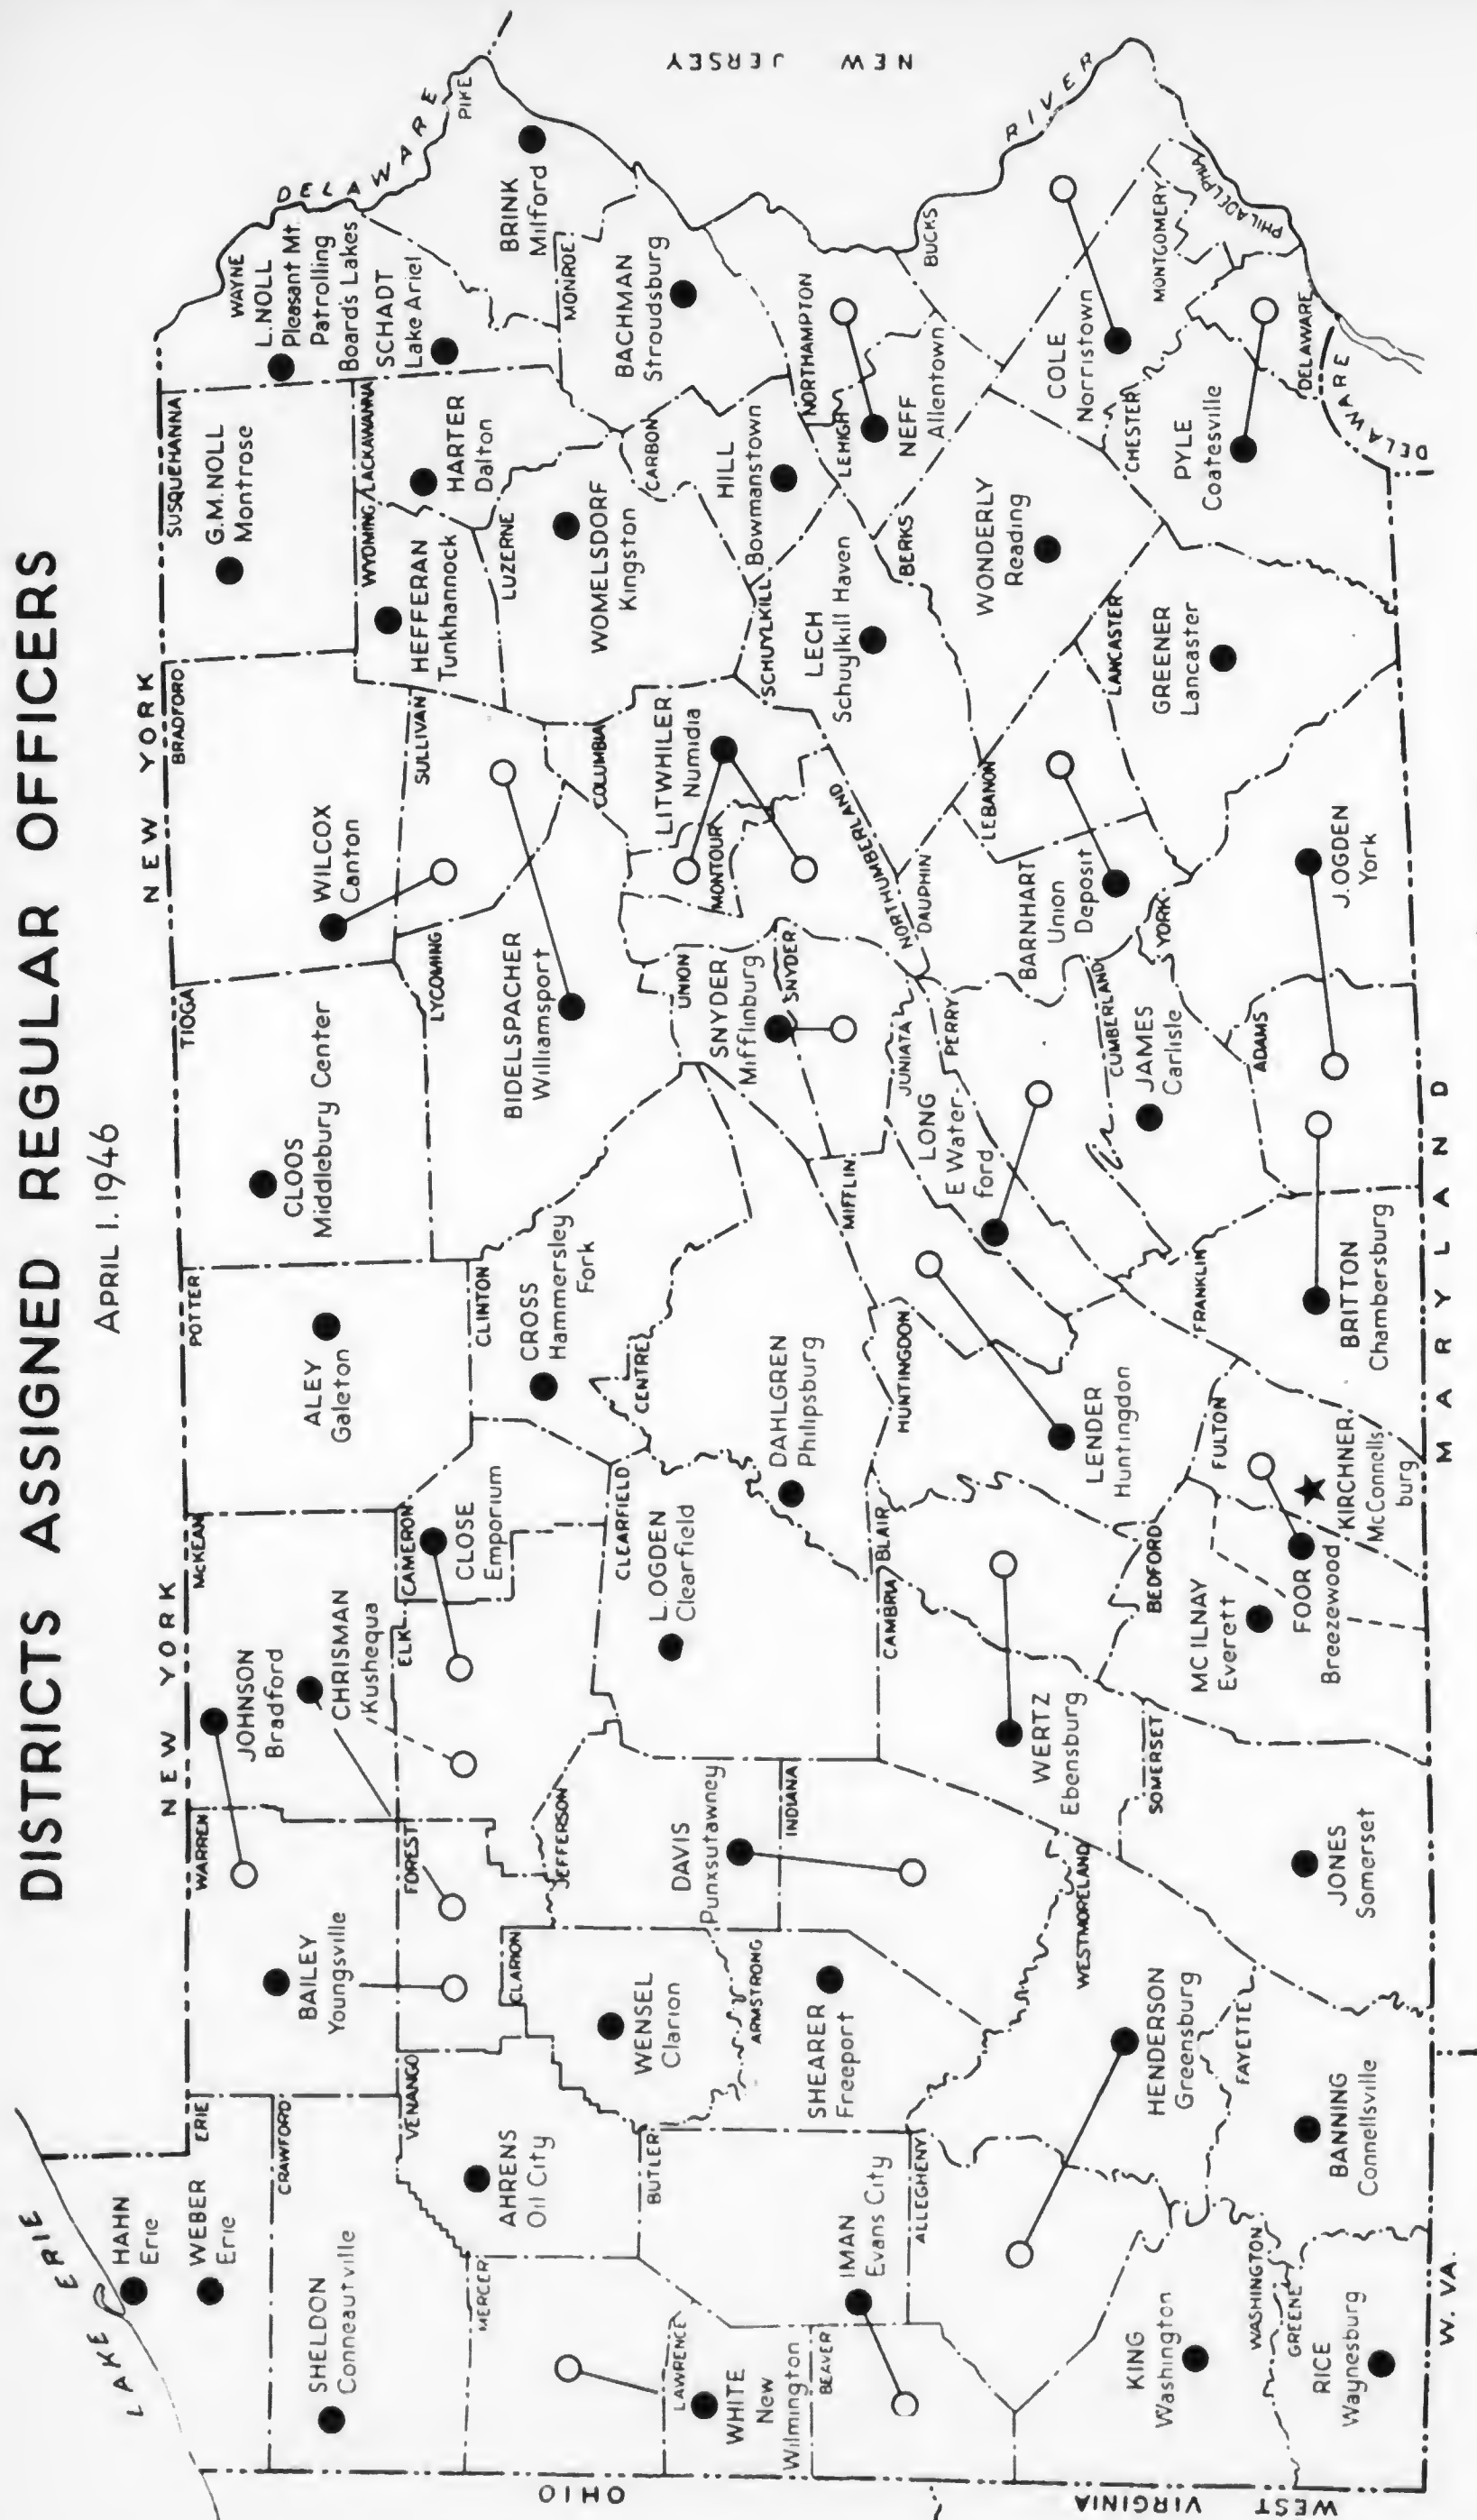 DISTRICTS ASSIGNED REGULAR OFFICERS
APRIL 1. 1946
LAKE ERIE
NEW YORK
NEW YORK
HAHN
Erie
WEBER
Erie
ERIE
CRAWFORD
SHELDON
Conneautville
WARREN
BAILEY
Youngsville
JOHNSON
Bradford
McKEAN
CHRISMAN
Kushequa
POTTER
ALEY
Galeton
TIOGA
CLOOS
Middlebury Center
BRADFORD
WILCOX
Canton
SUSQUEHANNA
G.M.NOLL
Montrose
WAYNE
L.NOLL
Pleasant Mt.
Patrolling
Board's Lakes
SCHADT
Lake Ariel
DELAWARE
RIVER
PIKE
BRINK
Milford
VENANGO
FOREST
ELK
CAMERON
CLOSE
Emporium
LYCOMING
SULLIVAN
WYOMING
LACKAWANNA
HEFFERAN
Tunkhannock
HARTER
Dalton
MERCER
AHRENS
Oil City
CLARION
JEFFERSON
CLINTON
CROSS
Hammersley
Fork
BIDELSPACHER
Williamsport
COLUMBIA
LUZERNE
WOMELSDORF
Kingston
MONROE
BACHMAN
Stroudsburg
BUTLER
WENSEL
Clarion
CLEARFIELD
L.OGDEN
Clearfield
CENTRE
UNION
MONTOUR
LITWHILER
Numidia
CARBON
HILL
Bowmanstown
LAWRENCE
WHITE
New
Wilmington
BEAVER
ARMSTRONG
DAVIS
Punxsutawney
INDIANA
DAHLGREN
Philipsburg
SNYDER
Mifflinburg
SNYDER
SCHUYLKILL
NORTHAMPTON
LEHIGH
NEFF
Allentown
IMAN
Evans City
SHEARER
Freeport
ALLEGHENY
CAMBRIA
BLAIR
HUNTINGDON
MIFFLIN
JUNIATA
NORTHUMBERLAND
NORTHUMBERLAND
DAUPHIN
LECH
Schuylkill Haven
BERKS
BUCKS
LONG
E Water-
ford
PERRY
LEBANON
WONDERLY
Reading
BARNHART
Union
Deposit
COLE
Norristown
MONTGOMERY
PHILADELPHIA
WERTZ
Ebensburg
LENDER
Huntingdon
WESTMORELAND
HENDERSON
Greensburg
SOMERSET
BEDFORD
CUMBERLAND
JAMES
Carlisle
YORK
LANCASTER
GREENER
Lancaster
CHESTER
PYLE
Coatesville
DELAWARE
DELAWARE
KING
Washington
WASHINGTON
GREENE
RICE
Waynesburg
FAYETTE
BANNING
Connellsville
JONES
Somerset
MC ILNAY
Everett
FOOR
Breezewood
FULTON
KIRCHNER
McConnells
burg
FRANKLIN
BRITTON
Chambersburg
ADAMS
J.OGDEN
York
OHIO
WEST VIRGINIA
W. VA.
MARYLAND
NEW JERSEY